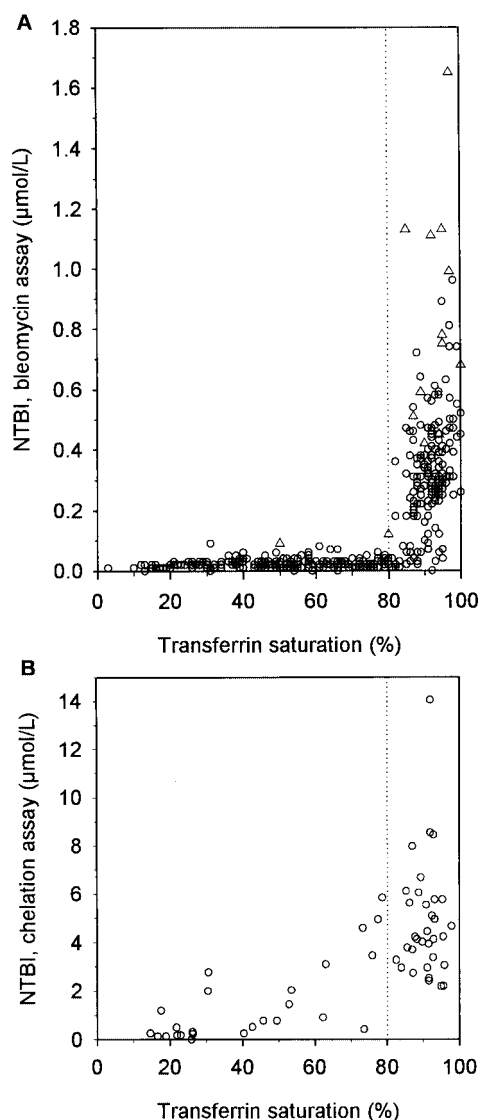 A
1.8
1.6
1.4
1.2
1.0
0.8
0.6
0.4
0.2
0.0
NTBI, bleomycin assay (μmol/L)
0 20 40 60 80 100
Transferrin saturation (%)
B
14
12
10
8
6
4
2
0
NTBI, chelation assay (μmol/L)
0 20 40 60 80 100
Transferrin saturation (%)